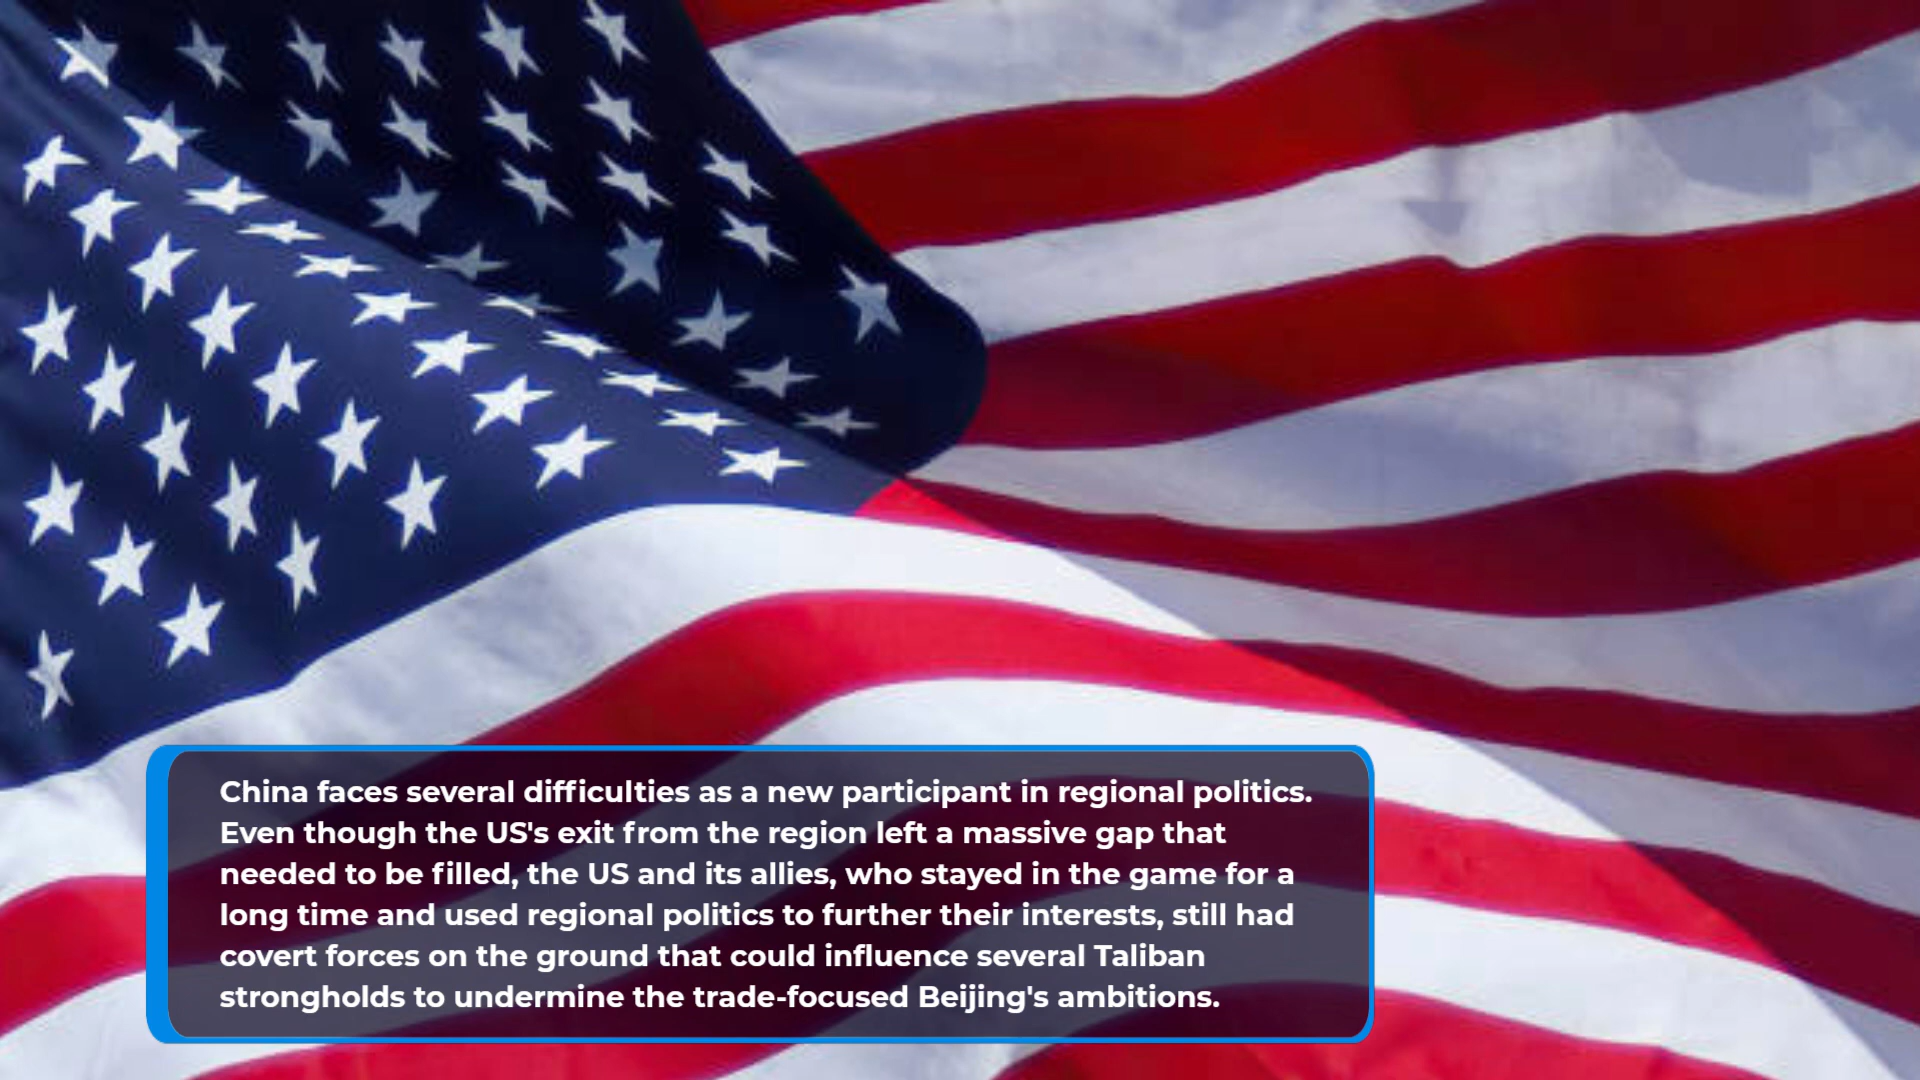 China faces several difficulties as a new participant in regional politics.
Even though the US's exit from the region left a massive gap that
needed to be filled, the US and its allies, who stayed in the game for a
long time and used regional politics to further their interests, still had
covert forces on the ground that could influence several Taliban
strongholds to undermine the trade-focused Beijing's ambitions.